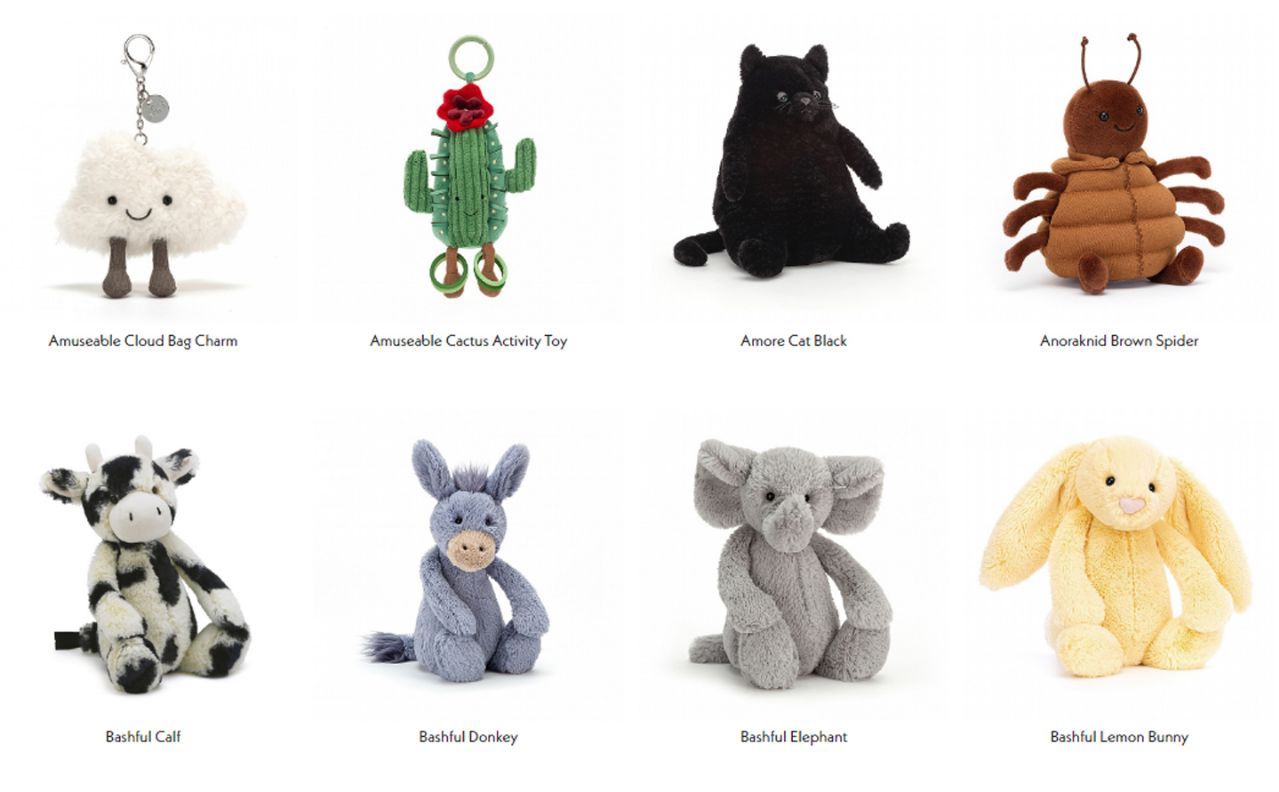 Amuseable Cloud Bag Charm
Amuseable Cactus Activity Toy
Amore Cat Black
Anoraknid Brown Spider
Bashful Calf
Bashful Donkey
Bashful Elephant
Bashful Lemon Bunny